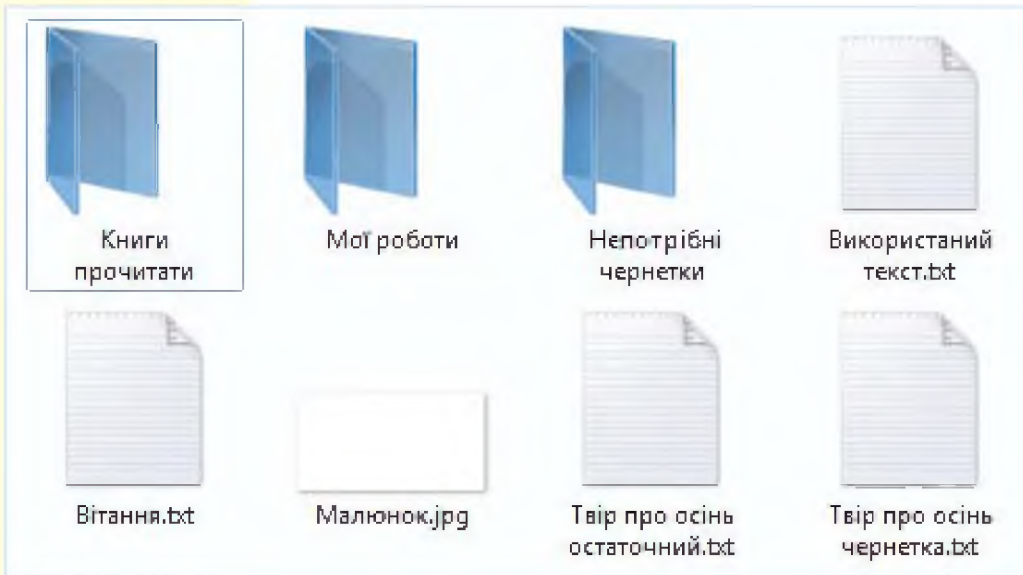 Книги
прочитати
Мої роботи
Непотрібні
чернетки
Використаний
текст.txt
Вітання.txt
Малюнок.jpg
Твір про осінь
остаточний.txt
Твір про осінь
чернетка.txt